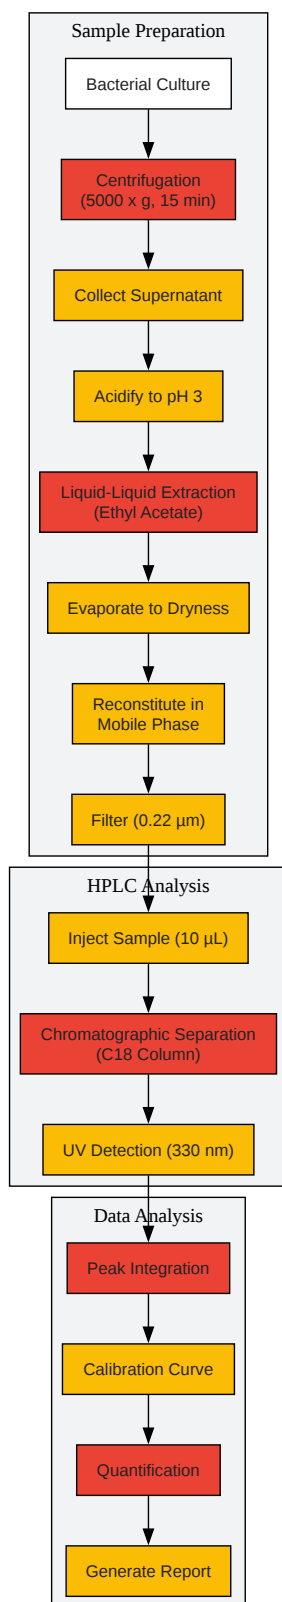 Sample Preparation
Bacterial Culture
Centrifugation
(5000 x g, 15 min)
Collect Supernatant
Acidify to pH 3
Liquid-Liquid Extraction
(Ethyl Acetate)
Evaporate to Dryness
Reconstitute in
Mobile Phase
Filter (0.22 µm)
HPLC Analysis
Inject Sample (10 µL)
Chromatographic Separation
(C18 Column)
UV Detection (330 nm)
Data Analysis
Peak Integration
Calibration Curve
Quantification
Generate Report